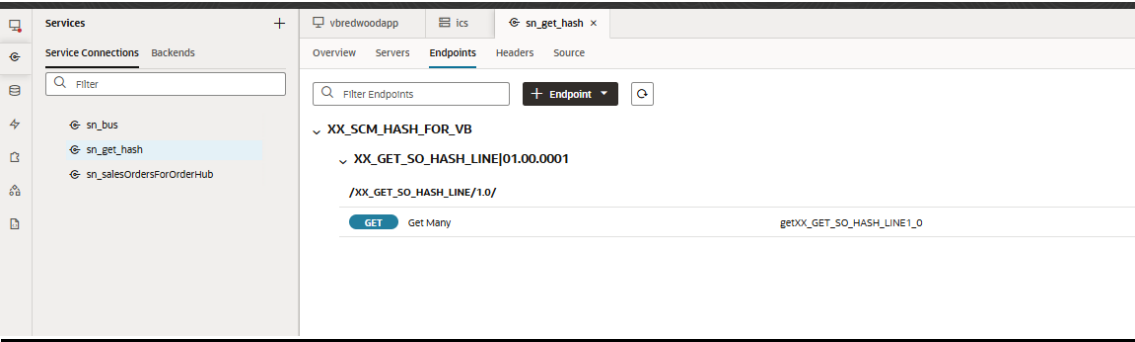 Services
Service Connections Backends
Filter
sn_bus
sn_get_hash
sn_salesOrdersForOrderHub
vbredwoodapp ics sn_get_hash ×
Overview Servers Endpoints Headers Source
Filter Endpoints + Endpoint
XX_SCM_HASH_FOR_VB
XX_GET_SO_HASH_LINE|01.00.0001
/XX_GET_SO_HASH_LINE/1.0/
GET Get Many getXX_GET_SO_HASH_LINE1_0